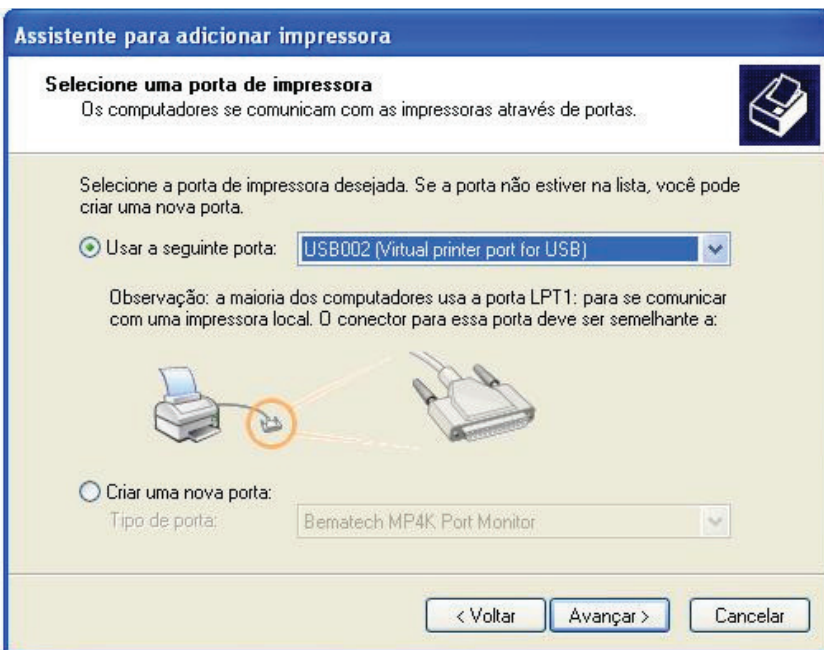 Assistente para adicionar impressora
Selecione uma porta de impressora
Os computadores se comunicam com as impressoras através de portas.
Selecione a porta de impressora desejada. Se a porta não estiver na lista, você pode
criar uma nova porta.
Usar a seguinte porta: USB002 (Virtual printer port for USB)
Observação: a maioria dos computadores usa a porta LPT1: para se comunicar
com uma impressora local. O conector para essa porta deve ser semelhante a:
Criar uma nova porta:
Tipo de porta: Bematech MP4K Port Monitor
< Voltar Avançar > Cancelar